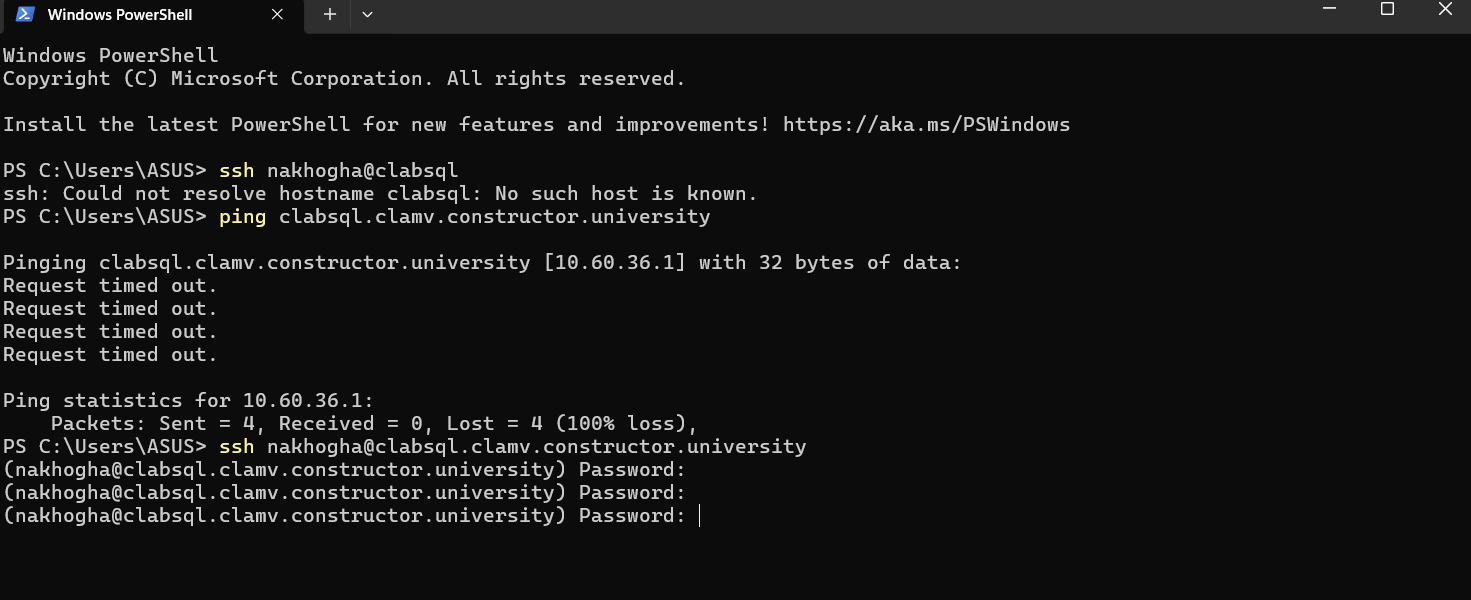 Windows PowerShell
Windows PowerShell
Copyright (C) Microsoft Corporation. All rights reserved.
Install the latest PowerShell for new features and improvements! https://aka.ms/PSWindows
PS C:\Users\ASUS> ssh nakhogha@clabsql
ssh: Could not resolve hostname clabsql: No such host is known.
PS C:\Users\ASUS> ping clabsql.clamv.constructor.university
Pinging clabsql.clamv.constructor.university [10.60.36.1] with 32 bytes of data:
Request timed out.
Request timed out.
Request timed out.
Request timed out.
Ping statistics for 10.60.36.1:
    Packets: Sent = 4, Received = 0, Lost = 4 (100% loss),
PS C:\Users\ASUS> ssh nakhogha@clabsql.clamv.constructor.university
(nakhogha@clabsql.clamv.constructor.university) Password:
(nakhogha@clabsql.clamv.constructor.university) Password:
(nakhogha@clabsql.clamv.constructor.university) Password: